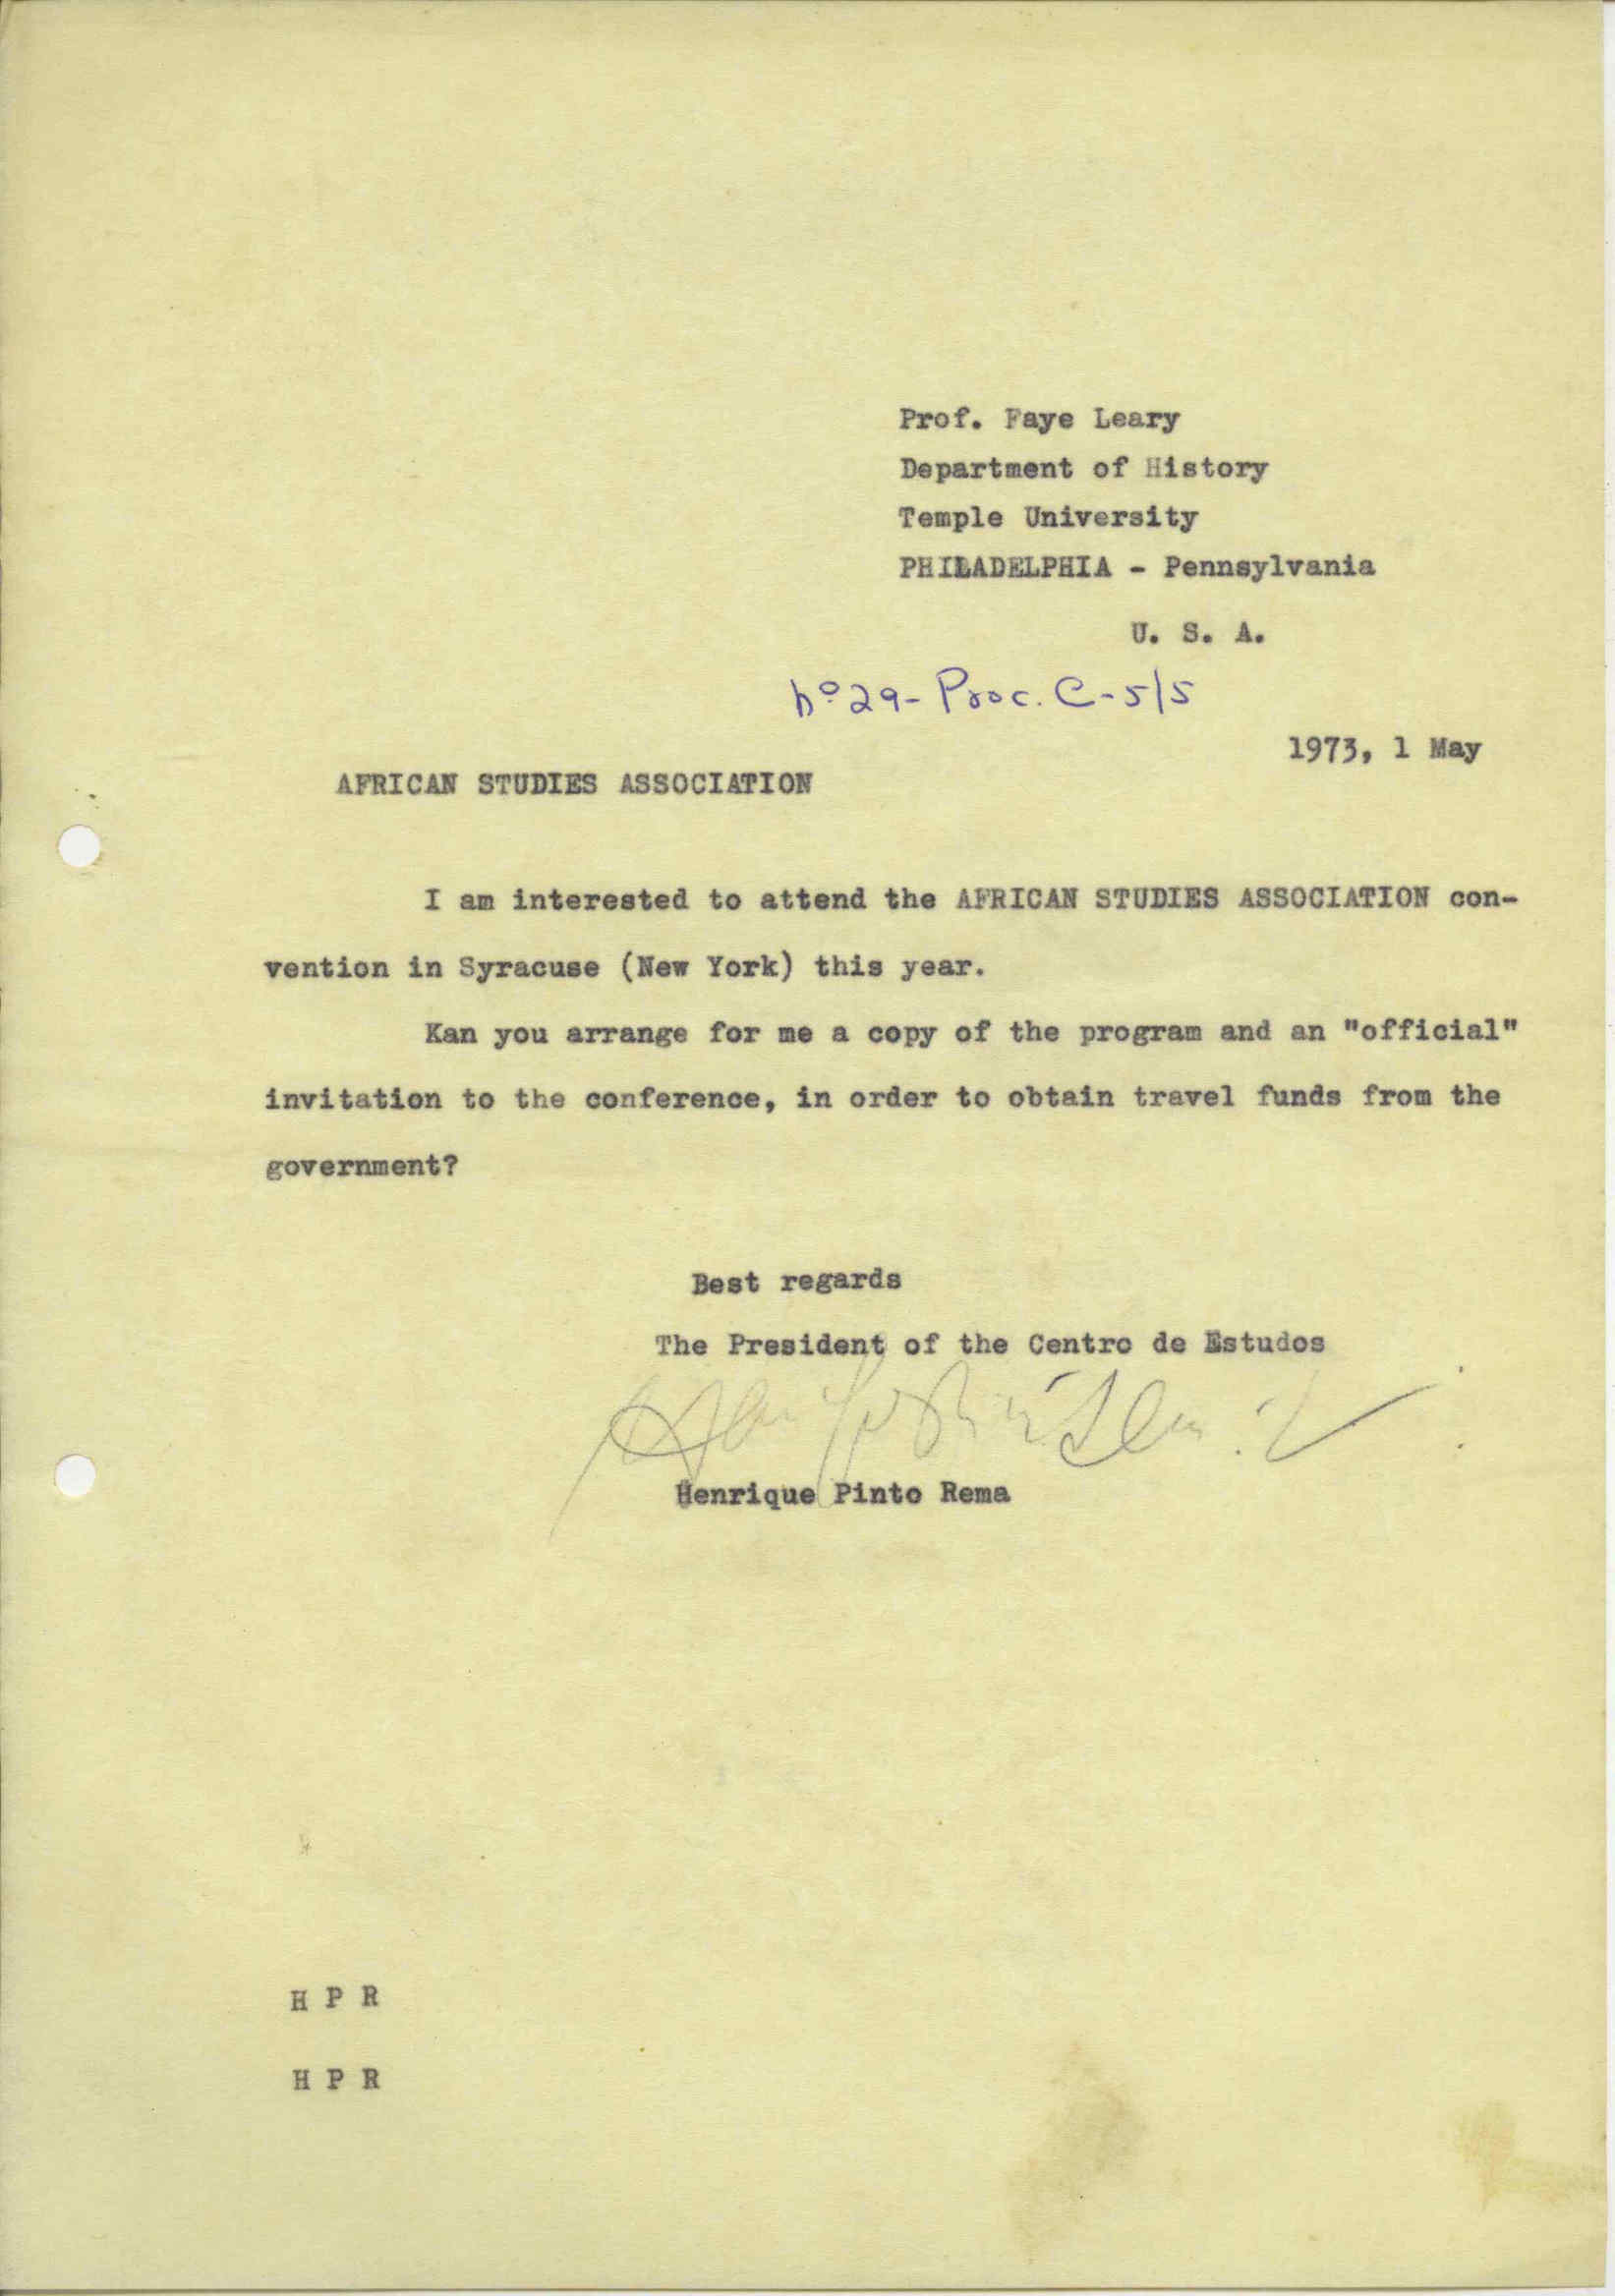 Prof. Faye Leary
Department of History
Temple University
PHILADELPHIA - Pennsylvania
U. S. A.
Nº 29 - Proc. C-5/5
1973, 1 May
AFRICAN STUDIES ASSOCIATION
I am interested to attend the AFRICAN STUDIES ASSOCIATION con-
vention in Syracuse (New York) this year.
Kan you arrange for me a copy of the program and an "official"
invitation to the conference, in order to obtain travel funds from the
government?
Best regards
The President of the Centro de Estudos
Henrique Pinto Rema
H P R
H P R